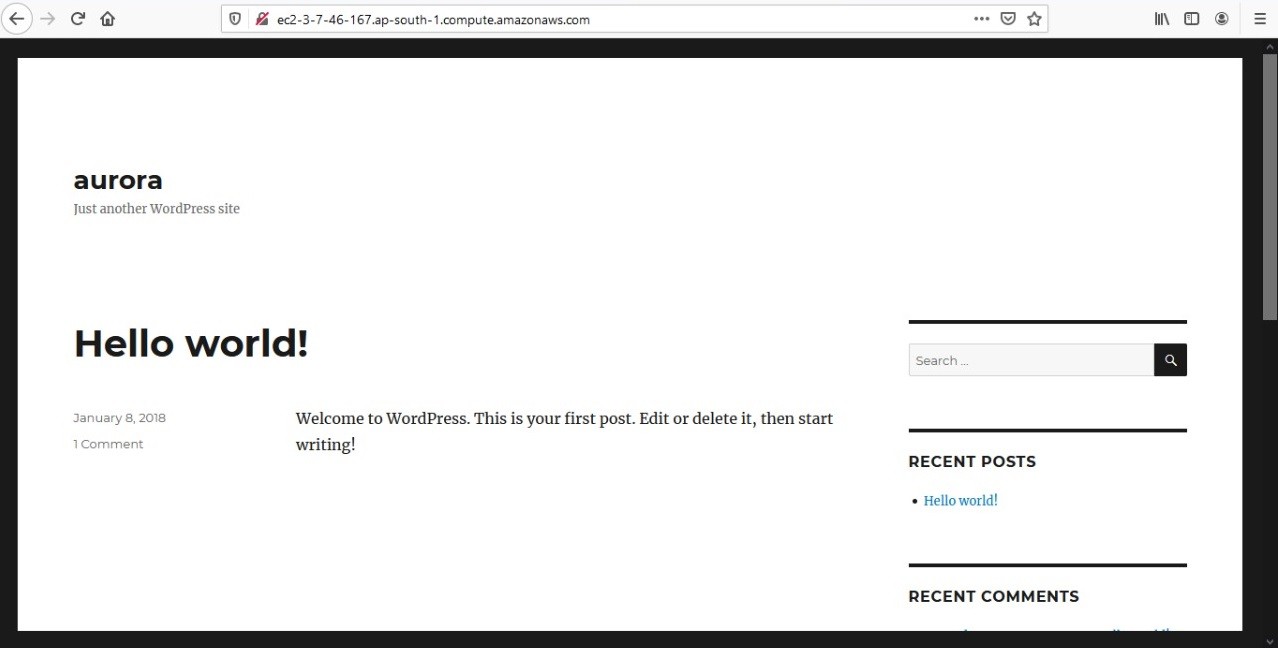 ec2-3-7-46-167.ap-south-1.compute.amazonaws.com
aurora
Just another WordPress site
Hello world!
January 8, 2018
1 Comment
Welcome to WordPress. This is your first post. Edit or delete it, then start
writing!
Search ...
RECENT POSTS
Hello world!
RECENT COMMENTS